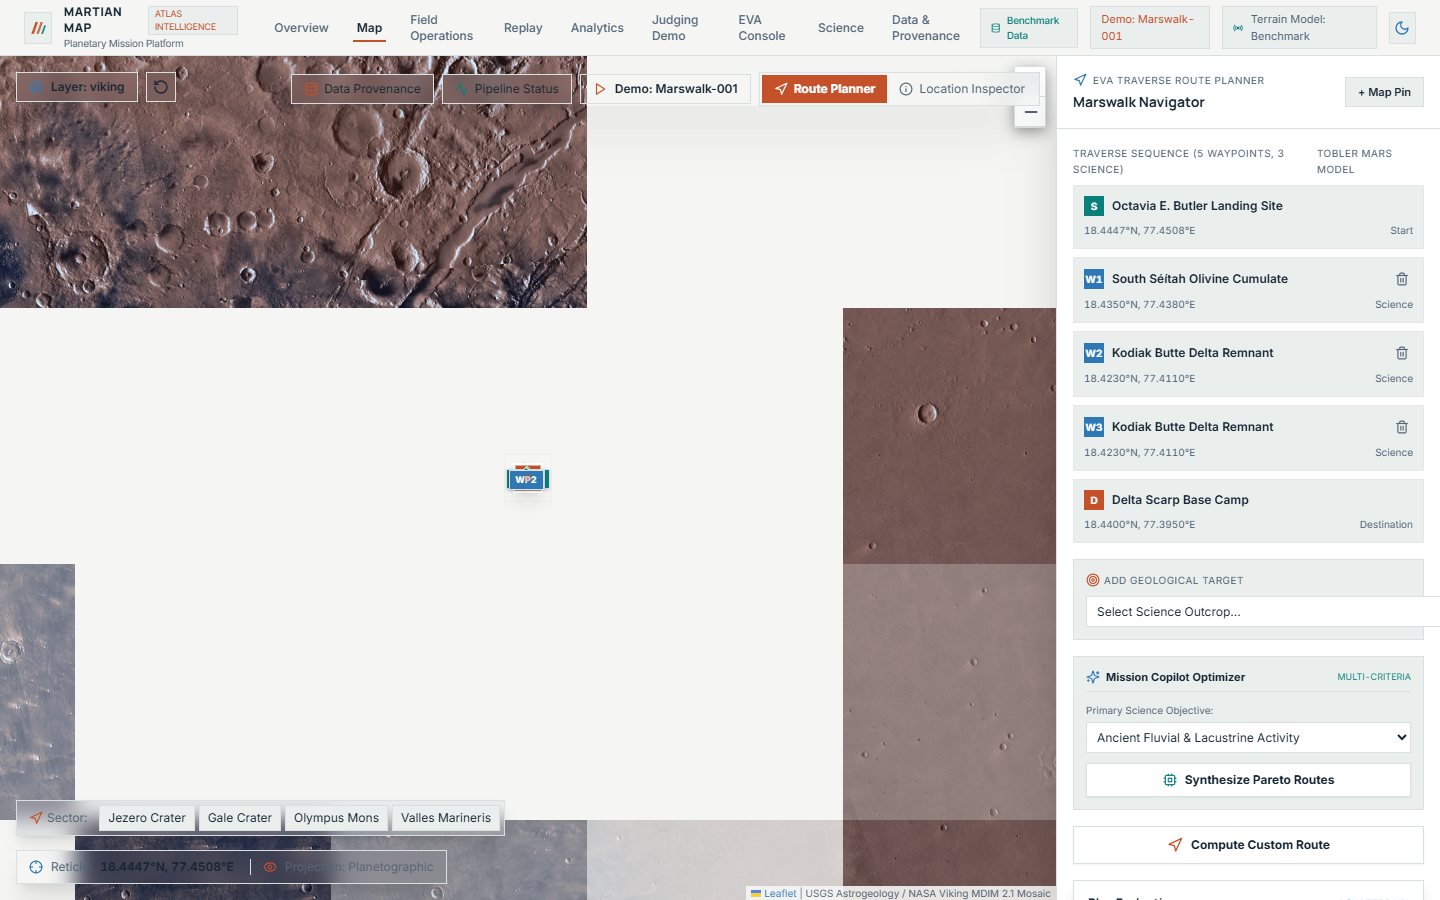 MARTIAN MAP
ATLAS INTELLIGENCE
Planetary Mission Platform
Overview
Map
Field Operations
Replay
Analytics
Judging Demo
EVA Console
Science
Data & Provenance
Benchmark Data
Demo: Marswalk-001
Terrain Model: Benchmark
Layer: viking
Data Provenance
Pipeline Status
Demo: Marswalk-001
Route Planner
Location Inspector
EVA TRAVERSE ROUTE PLANNER
Marswalk Navigator
+ Map Pin
TRAVERSE SEQUENCE (5 WAYPOINTS, 3 SCIENCE)
TOBLER MARS MODEL
S Octavia E. Butler Landing Site
18.4447°N, 77.4508°E Start
W1 South Séítah Olivine Cumulate
18.4350°N, 77.4380°E Science
W2 Kodiak Butte Delta Remnant
18.4230°N, 77.4110°E Science
W3 Kodiak Butte Delta Remnant
18.4230°N, 77.4110°E Science
D Delta Scarp Base Camp
18.4400°N, 77.3950°E Destination
ADD GEOLOGICAL TARGET
Select Science Outcrop...
Mission Copilot Optimizer MULTI-CRITERIA
Primary Science Objective:
Ancient Fluvial & Lacustrine Activity
Synthesize Pareto Routes
Compute Custom Route
Sector:
Jezero Crater
Gale Crater
Olympus Mons
Valles Marineris
18.4447°N, 77.4508°E
Projection: Planetographic
Leaflet | USGS Astrogeology / NASA Viking MDIM 2.1 Mosaic